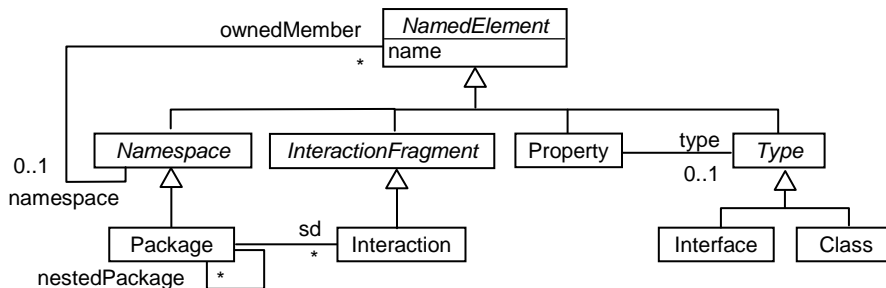 ownedMember
NamedElement
name
*
Namespace
InteractionFragment
Property
type
Type
0..1
0..1
namespace
Package
sd
*
Interaction
Interface
Class
nestedPackage
*